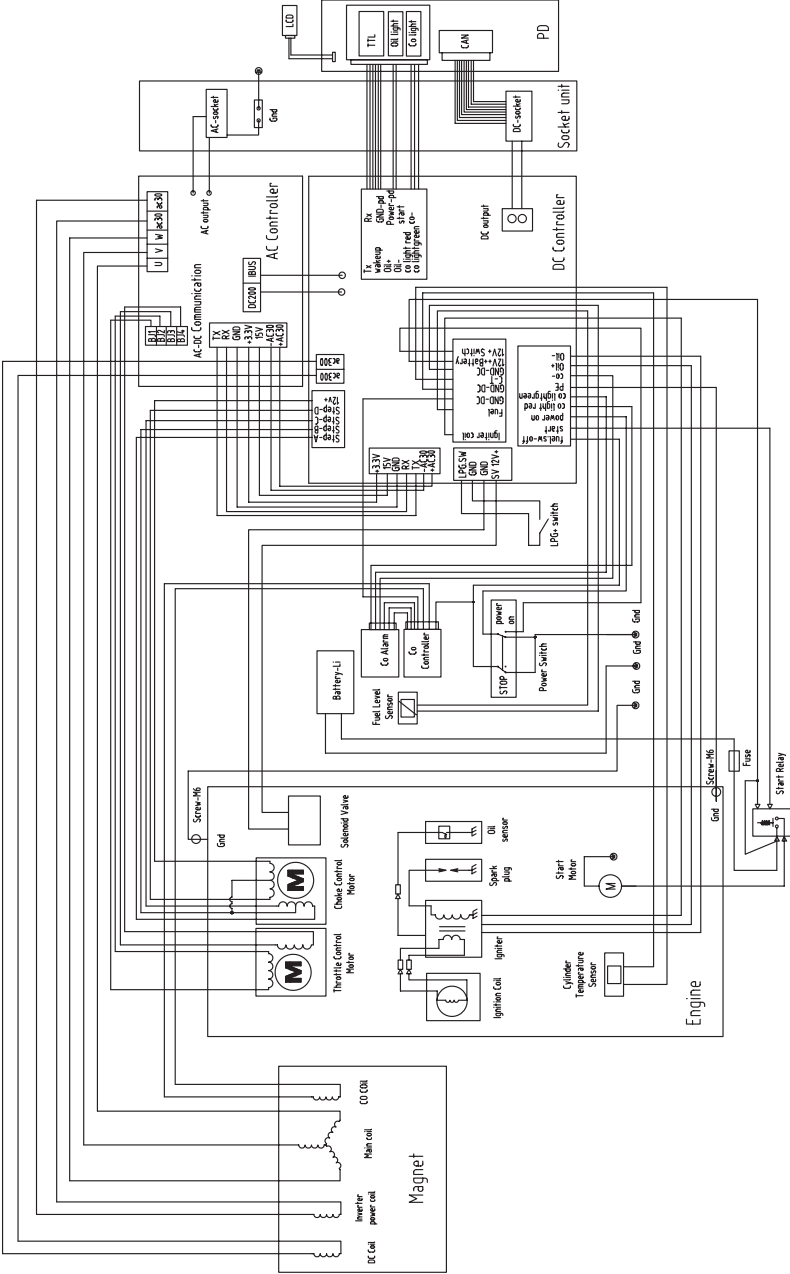 LCD
TTL
Oil light
Co light
CAN
PD
AC-socket
Gnd
DC-socket
Socket unit
U V W ac30 ac30
AC output
AC Controller
BJ1
BJ2
BJ3
BJ4
AC-DC Communication
DC200 IBUS
TX
RX
GND
+3.3V
15V
-AC30
+AC30
ac300 ac300
Step-A
Step-B
Step-C
Step-D
12v+
Rx
GND-pd
Power-pd
start
co-
Tx
wakeup
Oil+
Oil-
co light red
co lightgreen
DC output
DC Controller
12V+ Switch
12V++Battery
GND-DC
C-T
GND-DC
GND-DC
Fuel
Igniter coil
Oil-
Oil+
co-
PE
co lightgreen
co light red
power on
start
fuel.sw-off
+3.3V
15V
GND
RX
TX
-AC30
+AC30
LPG.SW
GND
GND
SV 12V+
LPG+ switch
Battery-Li
Co Alarm
Co
Controller
Fuel Level
Sensor
STOP
power
on
Power Switch
Gnd
Gnd
Gnd
Screw-M6
Gnd
Solenoid Valve
M
Choke Control
Motor
M
Throttle Control
Motor
Oil
sensor
Spark
plug
Igniter
Ignition Coil
Start
Motor
M
Cylinder
Temperature
Sensor
Engine
Screw-M6
Gnd
Fuse
Start Relay
CO COil
Main coil
Inverter
power coil
DC Coil
Magnet